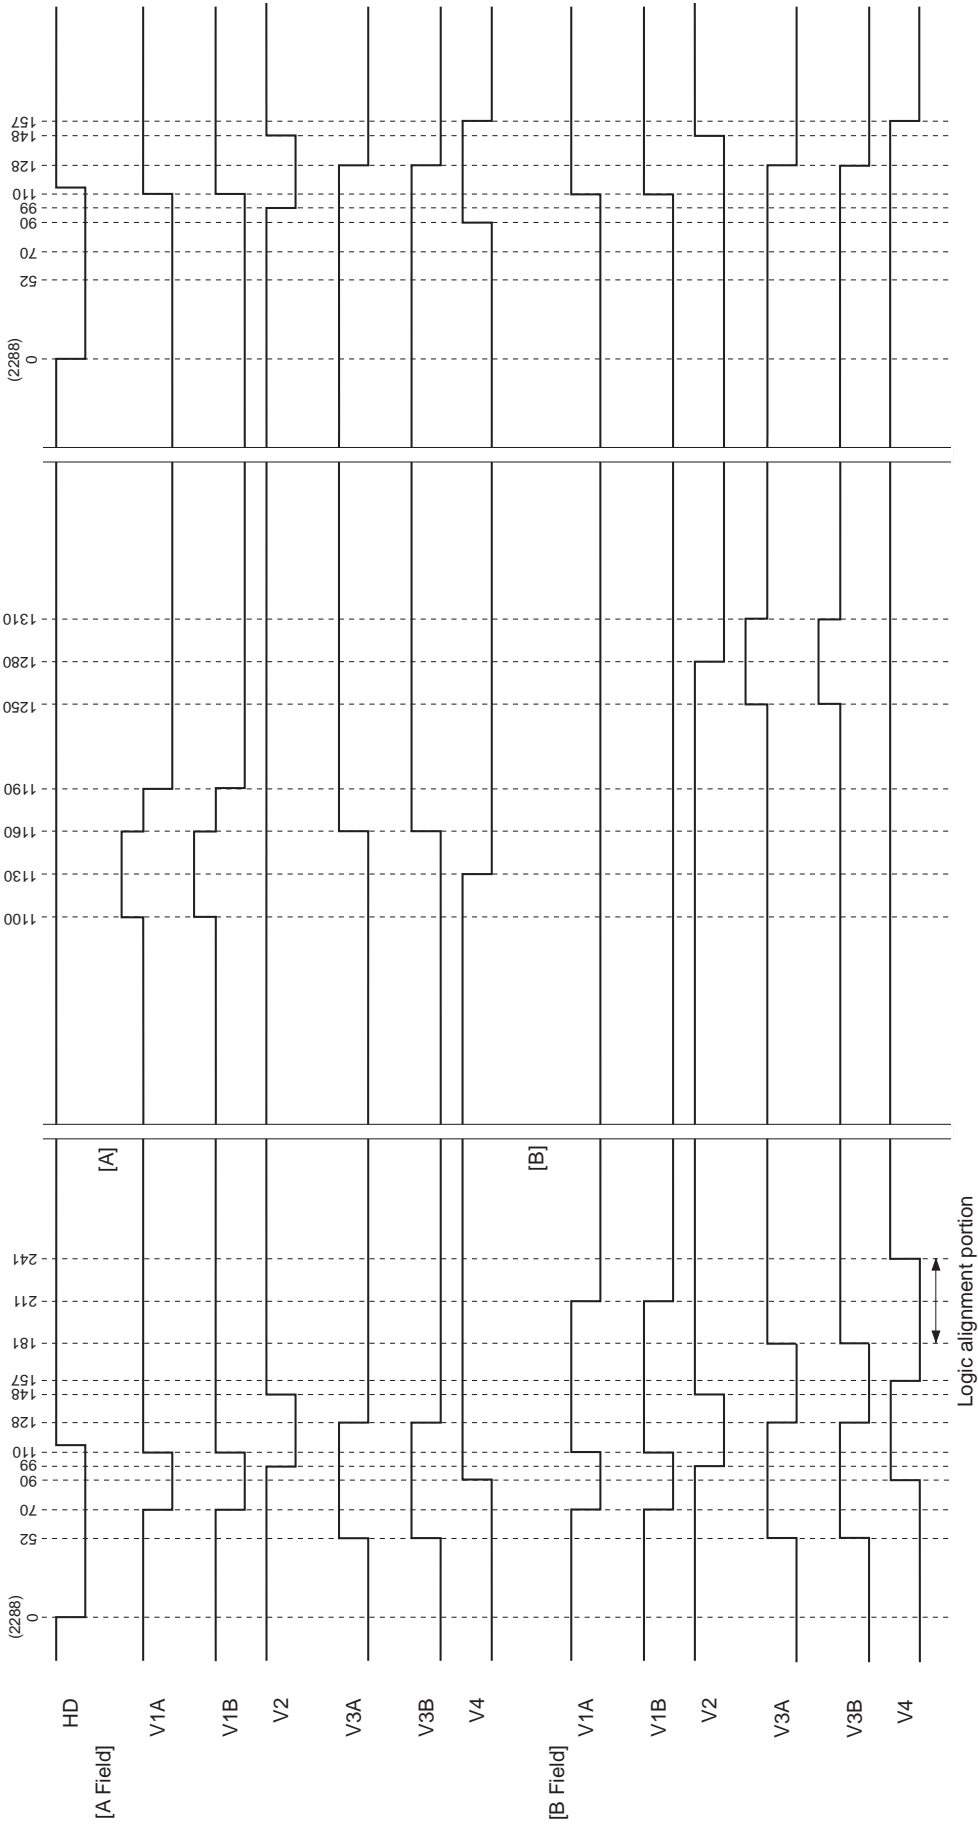 (2288)
0
52
70
90
99
110
128
148
157
181
211
241
1100
1130
1160
1190
1250
1280
1310
(2288)
0
52
70
90
99
110
128
148
157
HD
[A Field]
[A]
V1A
V1B
V2
V3A
V3B
V4
[B Field]
[B]
V1A
V1B
V2
V3A
V3B
V4
Logic alignment portion